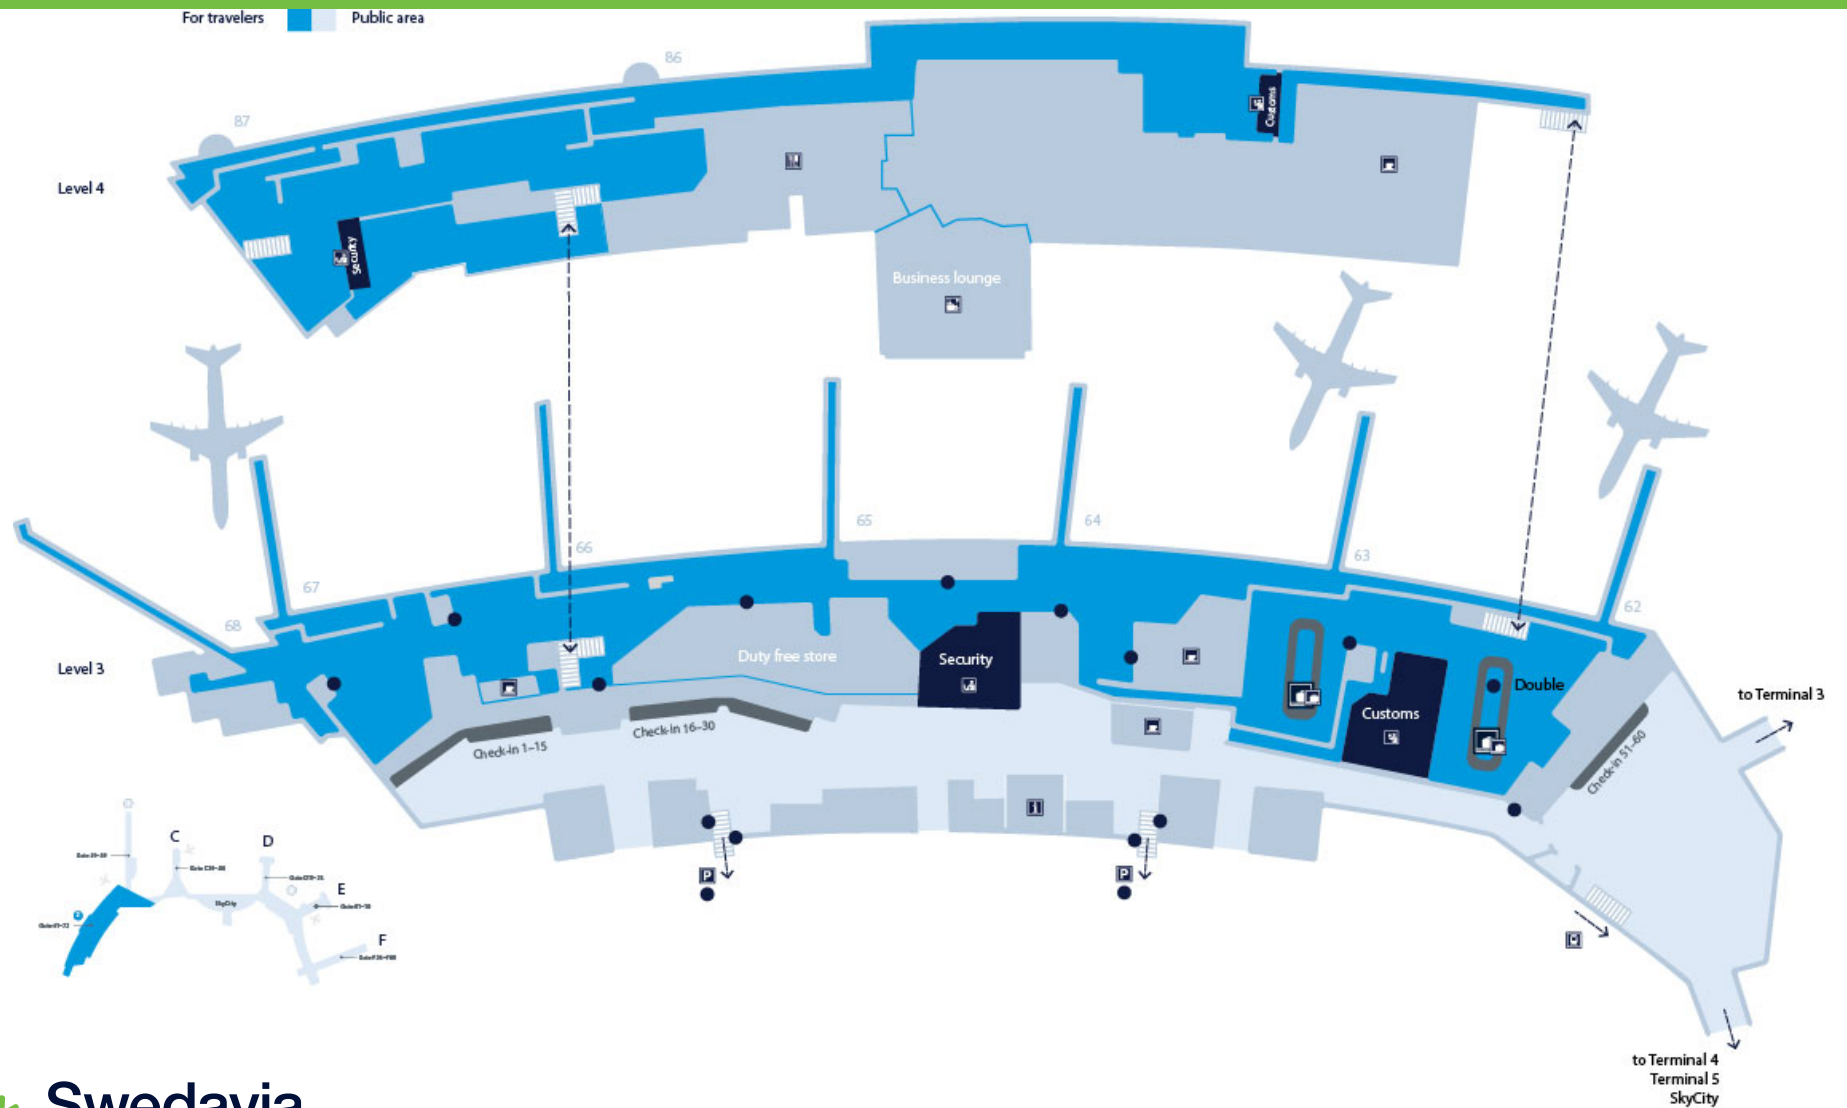 For travelers
Public area
86
87
Level 4
Customs
Security
Business lounge
65
64
66
63
67
62
68
Level 3
Duty free store
Security
Double
to Terminal 3
Customs
Check-in 1–15
Check-in 16–30
Check-in 51–60
i
P
P
C
D
E
F
SkyCity
to Terminal 4
Terminal 5
SkyCity
Swedavia